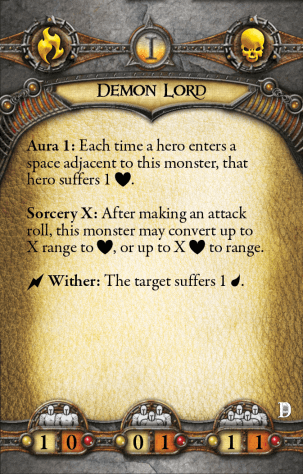 I
DEMON LORD
Aura 1: Each time a hero enters a
space adjacent to this monster, that
hero suffers 1 ♥.
Sorcery X: After making an attack
roll, this monster may convert up to
X range to ♥, or up to X ♥ to range.
Wither: The target suffers 1 .
D
1 0 0 1 1 1